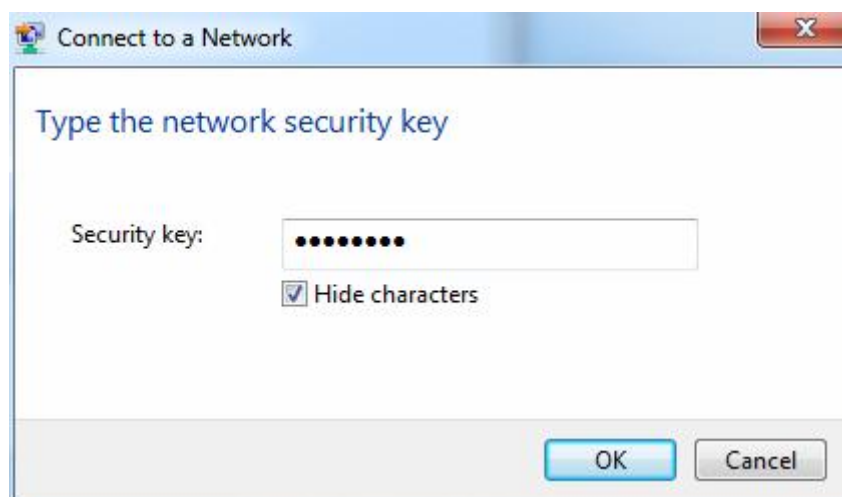 Connect to a Network
Type the network security key
Security key: ••••••••
Hide characters
OK Cancel